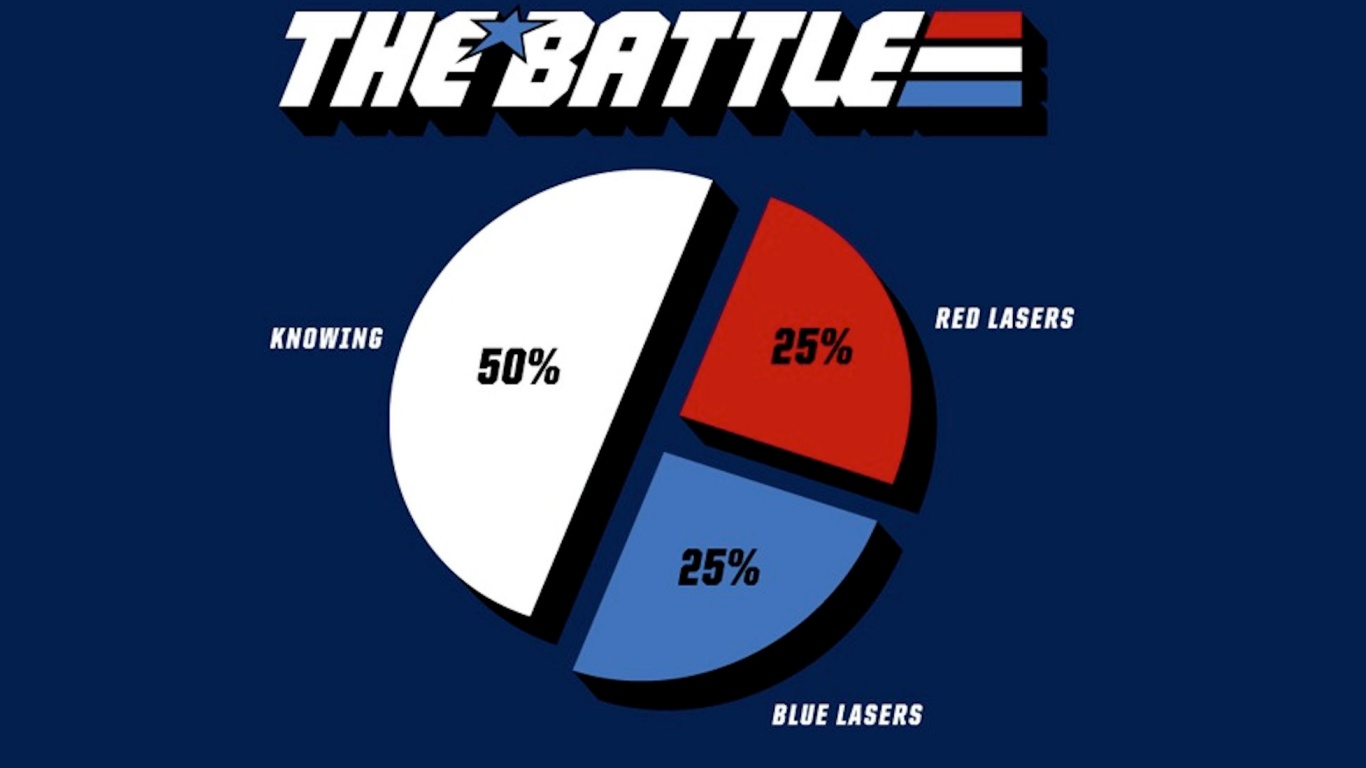 THE BATTLE
KNOWING
50%
25%
RED LASERS
25%
BLUE LASERS